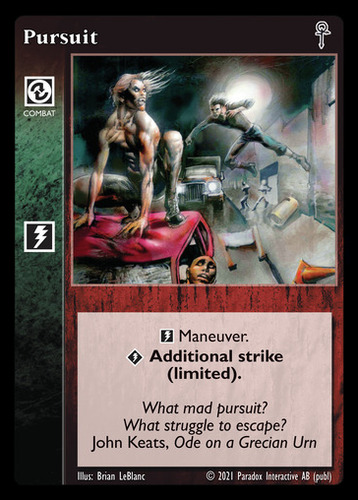 Pursuit
COMBAT
Maneuver.
Additional strike
(limited).
What mad pursuit?
What struggle to escape?
John Keats, Ode on a Grecian Urn
Illus: Brian LeBlanc © 2021 Paradox Interactive AB (publ)